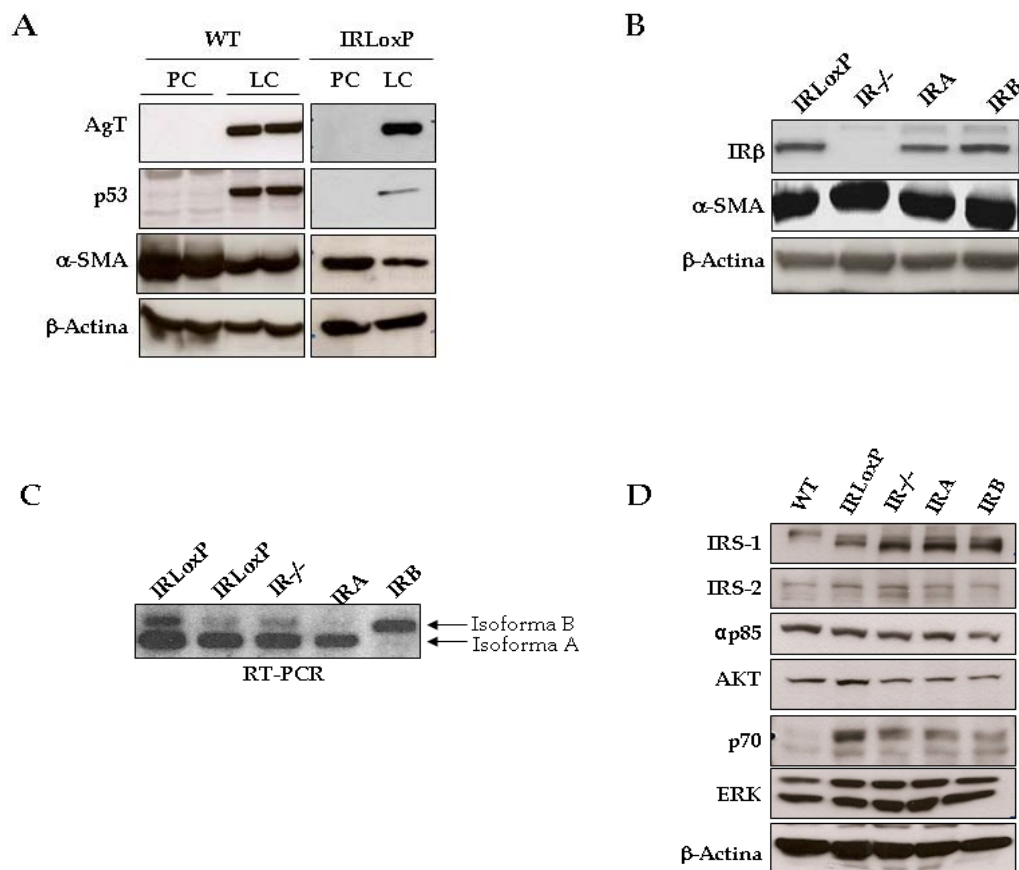 A
WT IRLoxP
PC LC PC LC
AgT
p53
α-SMA
β-Actina
B
IRLoxP IR-/- IRA IRB
IRβ
α-SMA
β-Actina
C
IRLoxP IRLoxP IR-/- IRA IRB
Isoforma B
Isoforma A
RT-PCR
D
WT IRLoxP IR-/- IRA IRB
IRS-1
IRS-2
αp85
AKT
p70
ERK
β-Actina